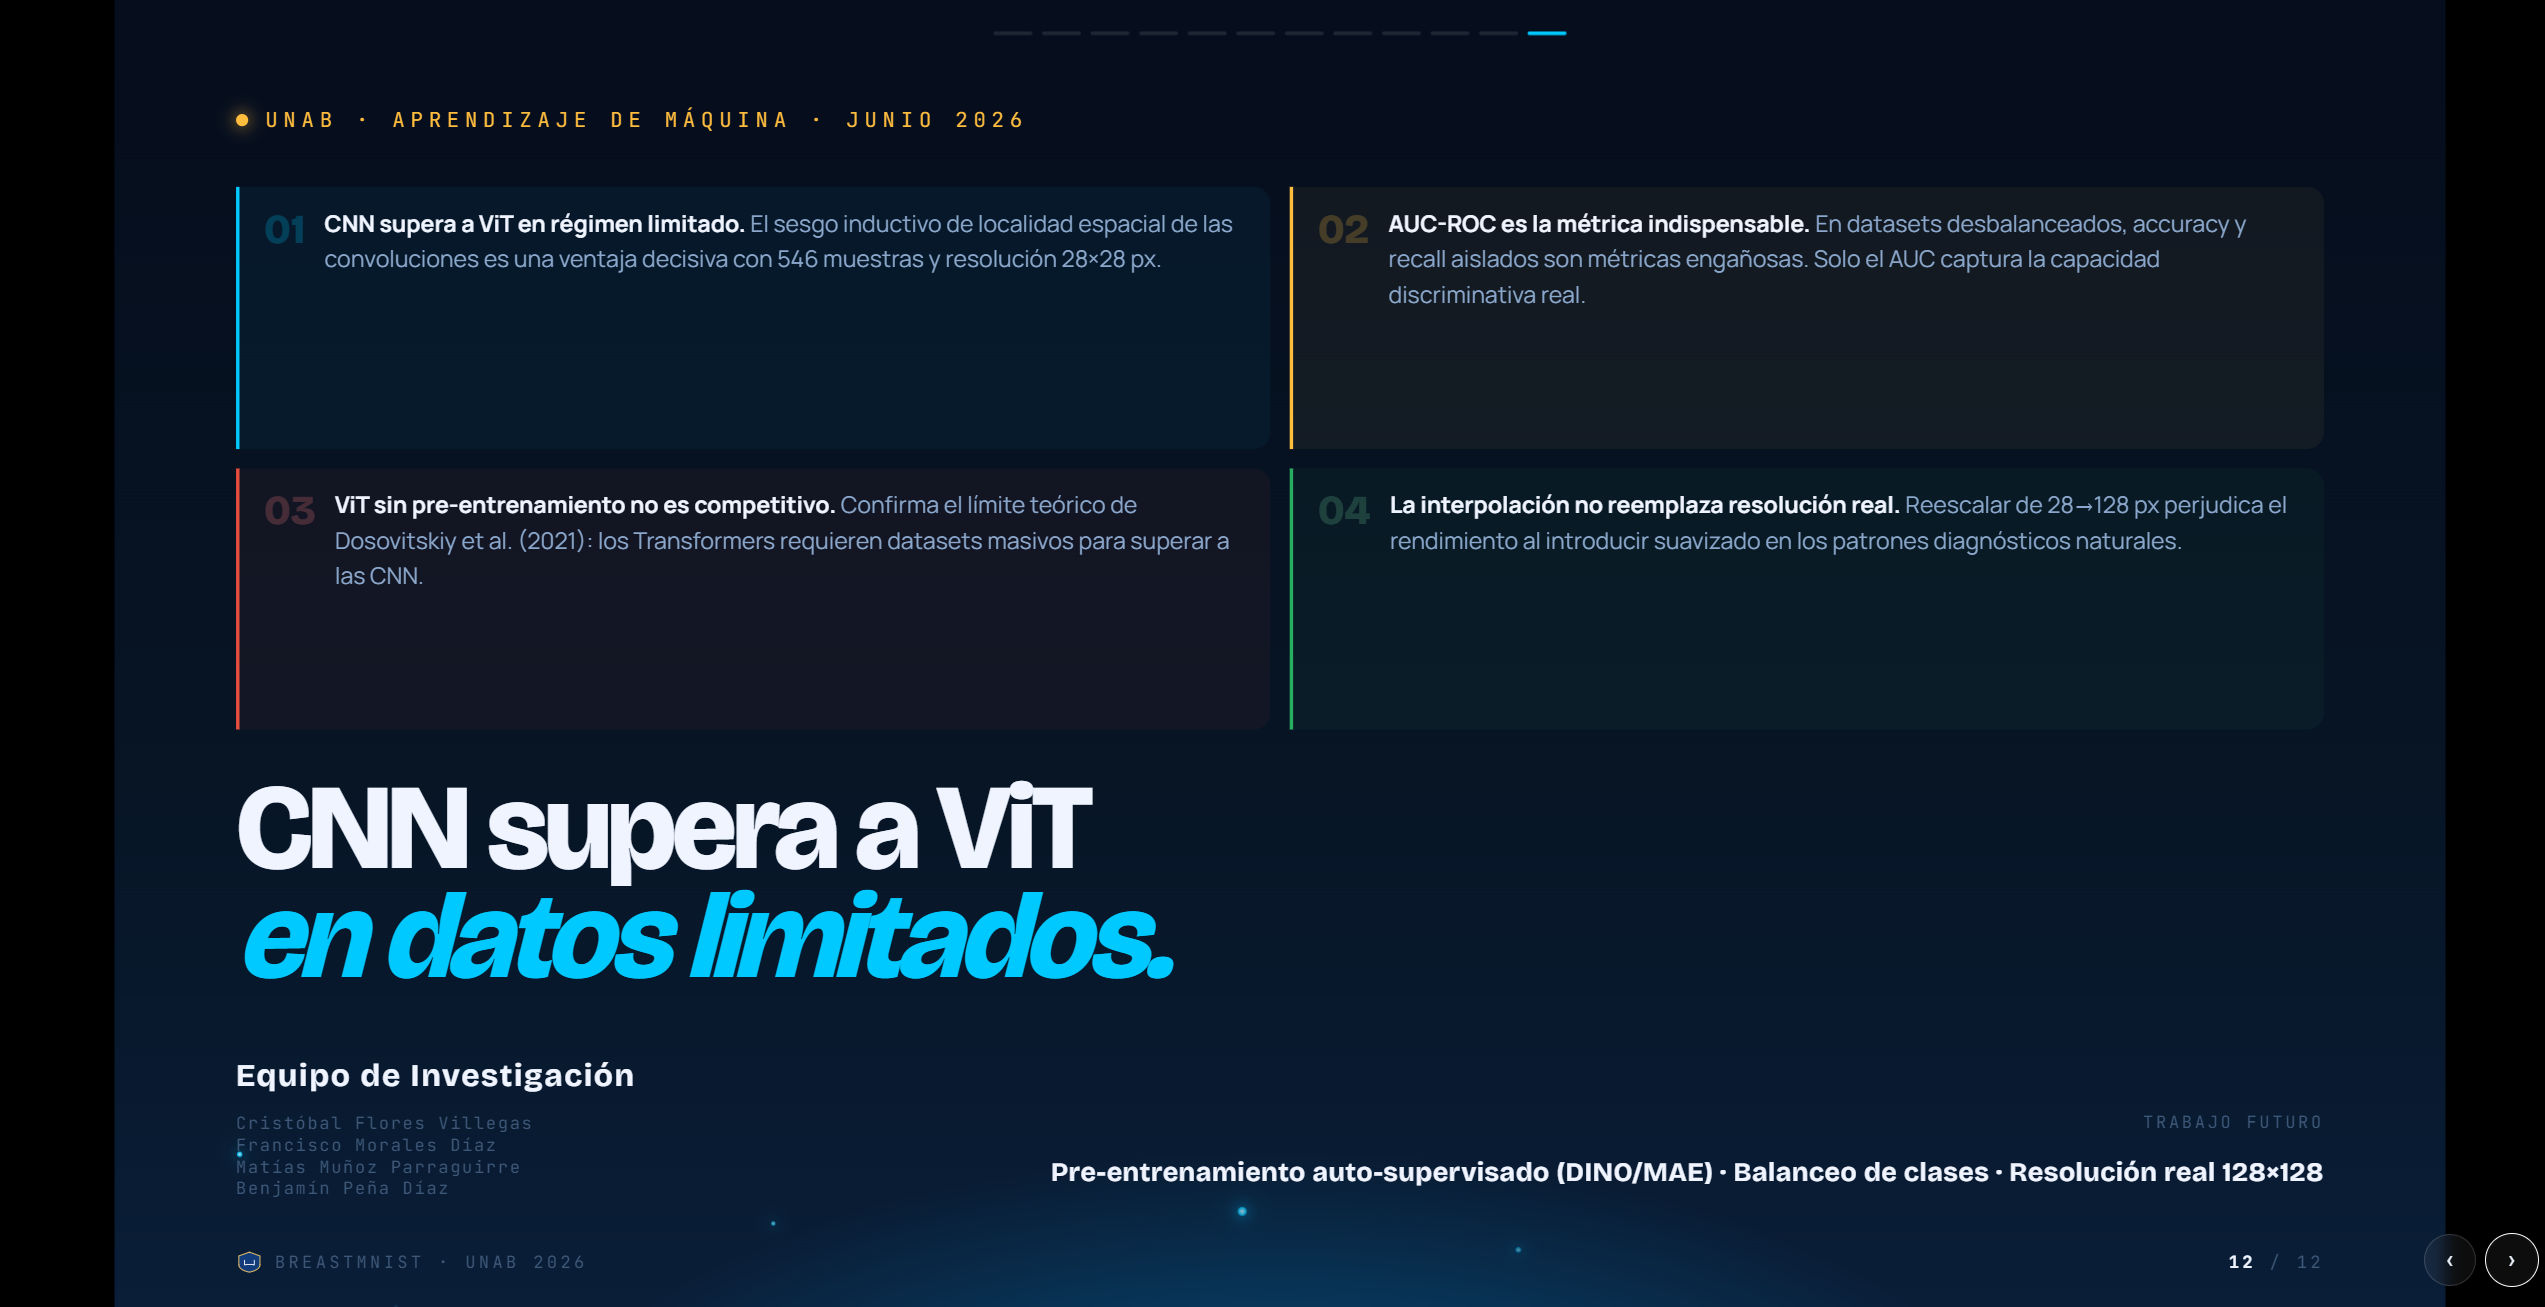 UNAB · APRENDIZAJE DE MÁQUINA · JUNIO 2026
01
CNN supera a ViT en régimen limitado. El sesgo inductivo de localidad espacial de las
convoluciones es una ventaja decisiva con 546 muestras y resolución 28×28 px.
02
AUC-ROC es la métrica indispensable. En datasets desbalanceados, accuracy y
recall aislados son métricas engañosas. Solo el AUC captura la capacidad
discriminativa real.
03
ViT sin pre-entrenamiento no es competitivo. Confirma el límite teórico de
Dosovitskiy et al. (2021): los Transformers requieren datasets masivos para superar a
las CNN.
04
La interpolación no reemplaza resolución real. Reescalar de 28→128 px perjudica el
rendimiento al introducir suavizado en los patrones diagnósticos naturales.
CNN supera a ViT
en datos limitados.
Equipo de Investigación
Cristóbal Flores Villegas
Francisco Morales Díaz
Matías Muñoz Parraguirre
Benjamín Peña Díaz
TRABAJO FUTURO
Pre-entrenamiento auto-supervisado (DINO/MAE) · Balanceo de clases · Resolución real 128×128
BREASTMNIST · UNAB 2026
12 / 12
‹ ›